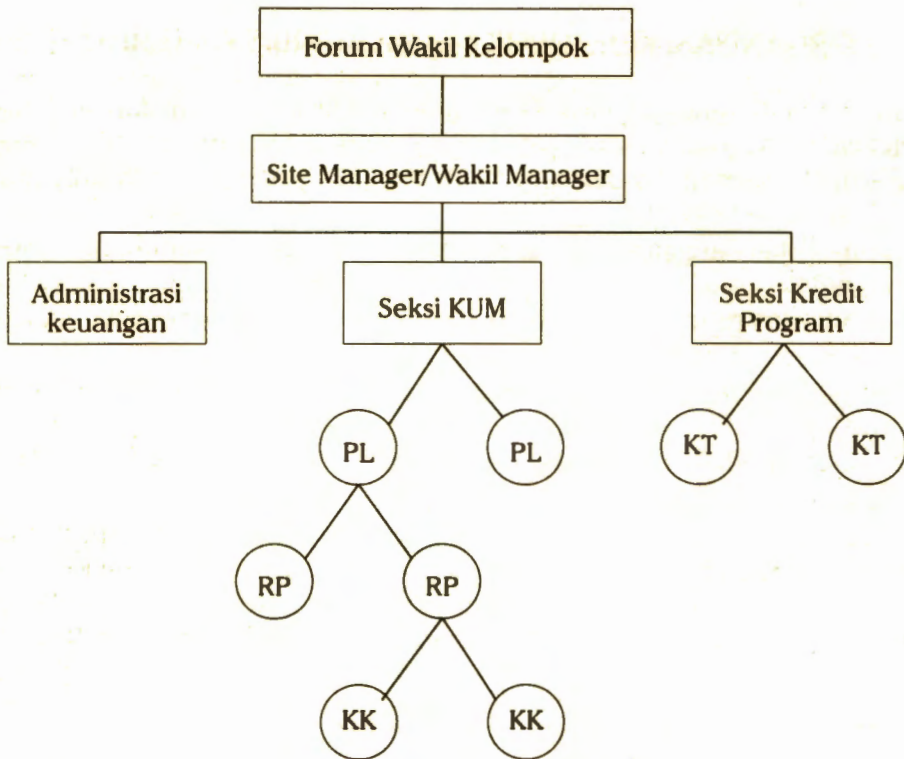 Forum Wakil Kelompok
Site Manager/Wakil Manager
Administrasi
keuangan
Seksi KUM
Seksi Kredit
Program
PL
PL
KT
KT
RP
RP
KK
KK